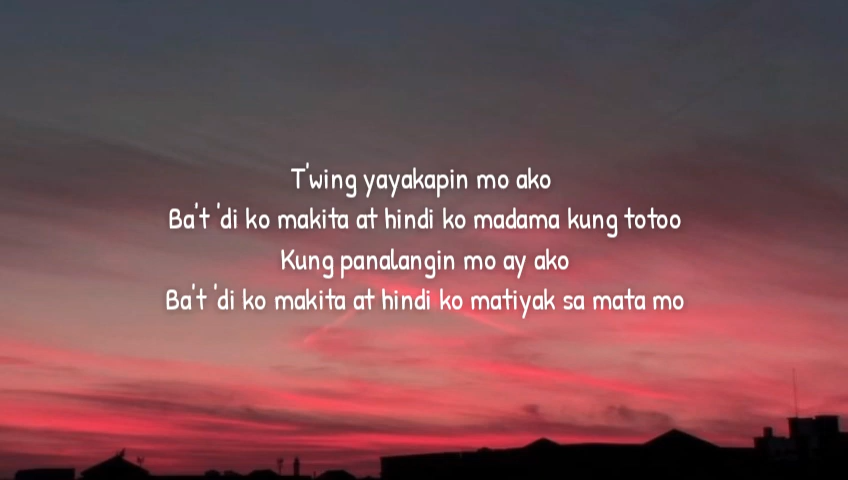 T'wing yayakapin mo ako
Ba't 'di ko makita at hindi ko madama kung totoo
Kung panalangin mo ay ako
Ba't 'di ko makita at hindi ko matiyak sa mata mo